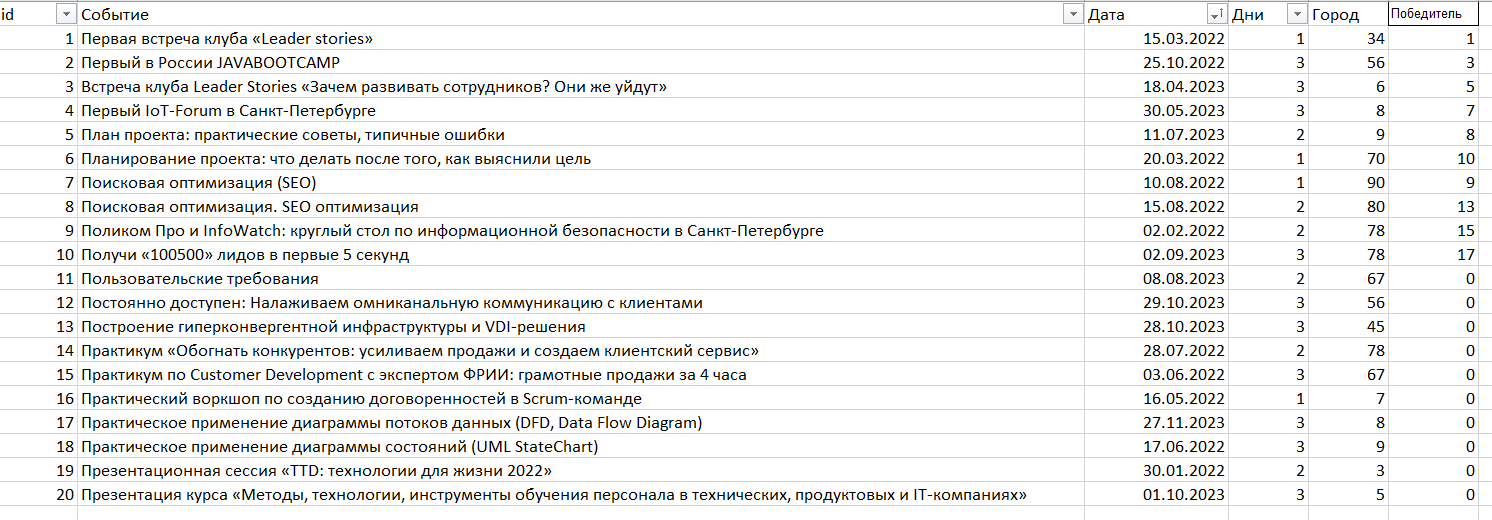 id Событие Дата Дни Город Победитель
1 Первая встреча клуба «Leader stories» 15.03.2022 1 34 1
2 Первый в России JAVABOOTCAMP 25.10.2022 3 56 3
3 Встреча клуба Leader Stories «Зачем развивать сотрудников? Они же уйдут» 18.04.2023 3 6 5
4 Первый IoT-Forum в Санкт-Петербурге 30.05.2023 3 8 7
5 План проекта: практические советы, типичные ошибки 11.07.2023 2 9 8
6 Планирование проекта: что делать после того, как выяснили цель 20.03.2022 1 70 10
7 Поисковая оптимизация (SEO) 10.08.2022 1 90 9
8 Поисковая оптимизация. SEO оптимизация 15.08.2022 2 80 13
9 Поликом Про и InfoWatch: круглый стол по информационной безопасности в Санкт-Петербурге 02.02.2022 2 78 15
10 Получи «100500» лидов в первые 5 секунд 02.09.2023 3 78 17
11 Пользовательские требования 08.08.2023 2 67 0
12 Постоянно доступен: Налаживаем омниканальную коммуникацию с клиентами 29.10.2023 3 56 0
13 Построение гиперконвергентной инфраструктуры и VDI-решения 28.10.2023 3 45 0
14 Практикум «Обогнать конкурентов: усиливаем продажи и создаем клиентский сервис» 28.07.2022 2 78 0
15 Практикум по Customer Development с экспертом ФРИИ: грамотные продажи за 4 часа 03.06.2022 3 67 0
16 Практический воркшоп по созданию договоренностей в Scrum-команде 16.05.2022 1 7 0
17 Практическое применение диаграммы потоков данных (DFD, Data Flow Diagram) 27.11.2023 3 8 0
18 Практическое применение диаграммы состояний (UML StateChart) 17.06.2022 3 9 0
19 Презентационная сессия «TTD: технологии для жизни 2022» 30.01.2022 2 3 0
20 Презентация курса «Методы, технологии, инструменты обучения персонала в технических, продуктовых и IT-компаниях» 01.10.2023 3 5 0